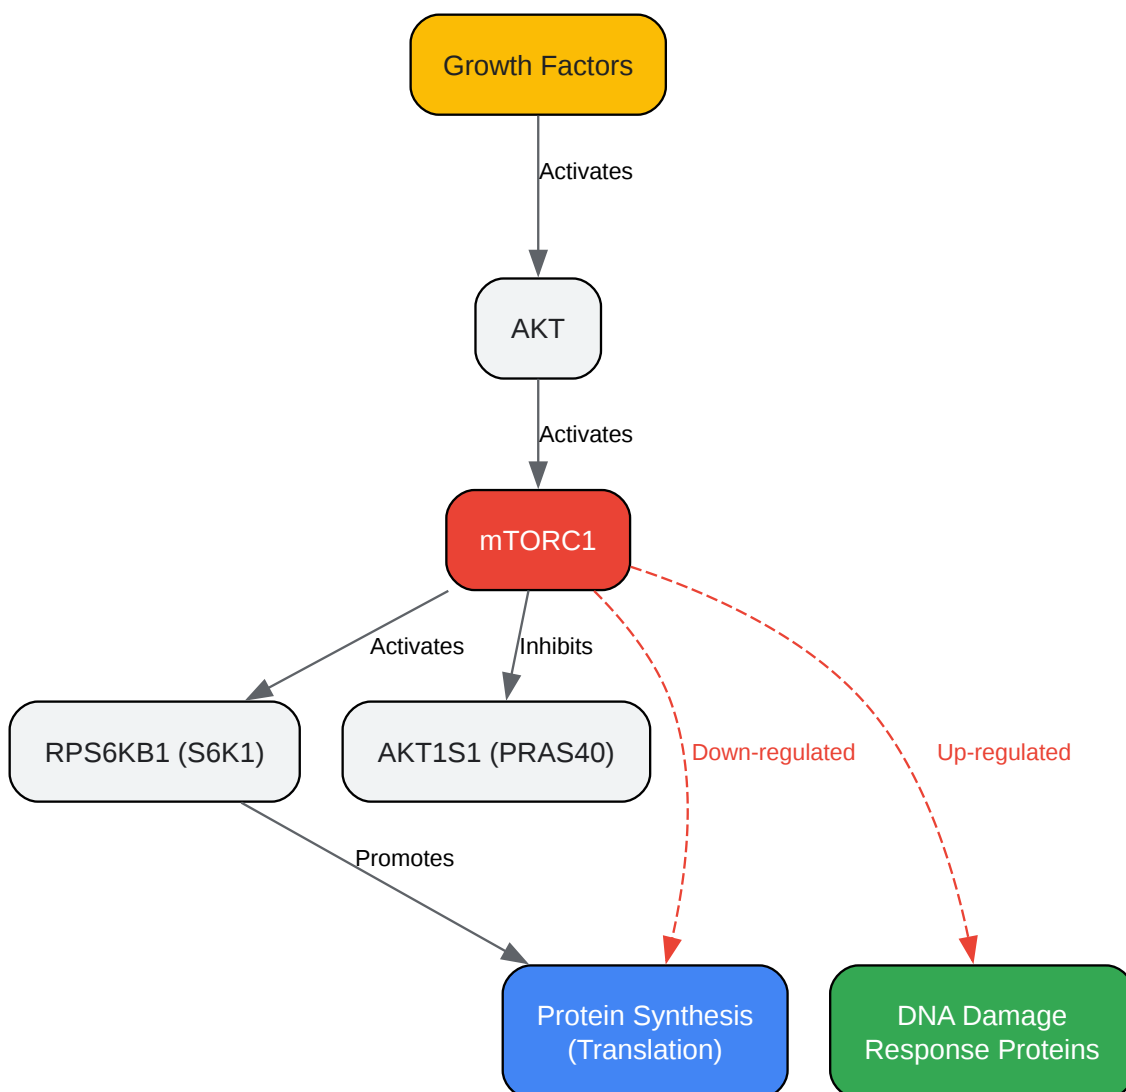 Growth Factors
Activates
AKT
Activates
mTORC1
Activates
Inhibits
RPS6KB1 (S6K1)
AKT1S1 (PRAS40)
Down-regulated
Up-regulated
Promotes
Protein Synthesis
(Translation)
DNA Damage
Response Proteins